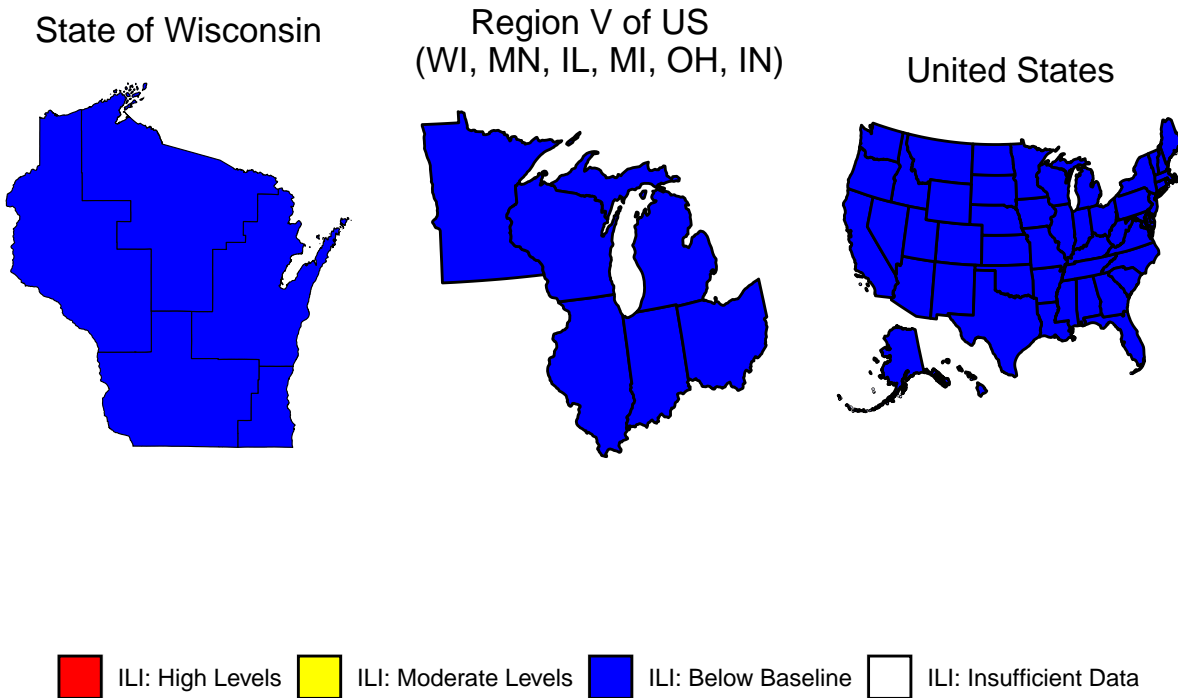 State of Wisconsin
Region V of US
(WI, MN, IL, MI, OH, IN)
United States
ILI: High Levels
ILI: Moderate Levels
ILI: Below Baseline
ILI: Insufficient Data